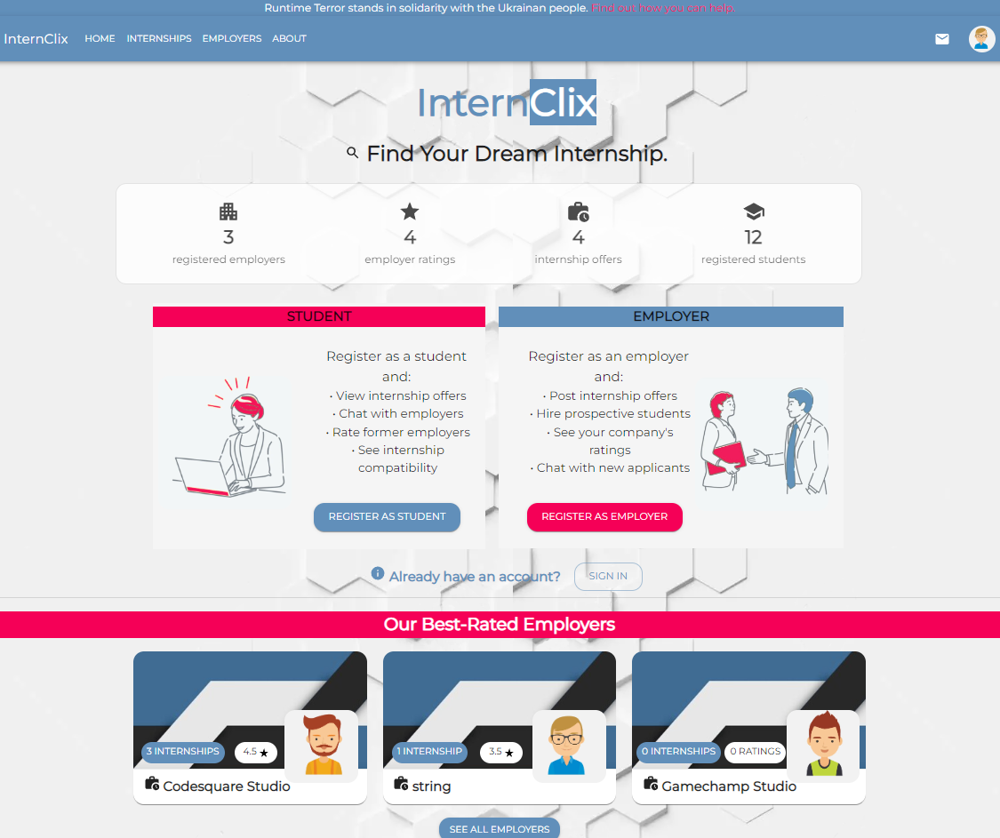 Runtime Terror stands in solidarity with the Ukrainian people. Find out how you can help.
InternClix HOME INTERNSHIPS EMPLOYERS ABOUT
InternClix
Find Your Dream Internship.
3 4 4 12
registered employers employer ratings internship offers registered students
STUDENT
Register as a student
and:
• View internship offers
• Chat with employers
• Rate former employers
• See internship
compatibility
REGISTER AS STUDENT
EMPLOYER
Register as an employer
and:
• Post internship offers
• Hire prospective students
• See your company's
ratings
• Chat with new applicants
REGISTER AS EMPLOYER
Already have an account? SIGN IN
Our Best-Rated Employers
3 INTERNSHIPS 4.5 ★
Codesquare Studio
1 INTERNSHIP 3.5 ★
string
0 INTERNSHIPS 0 RATINGS
Gamechamp Studio
SEE ALL EMPLOYERS